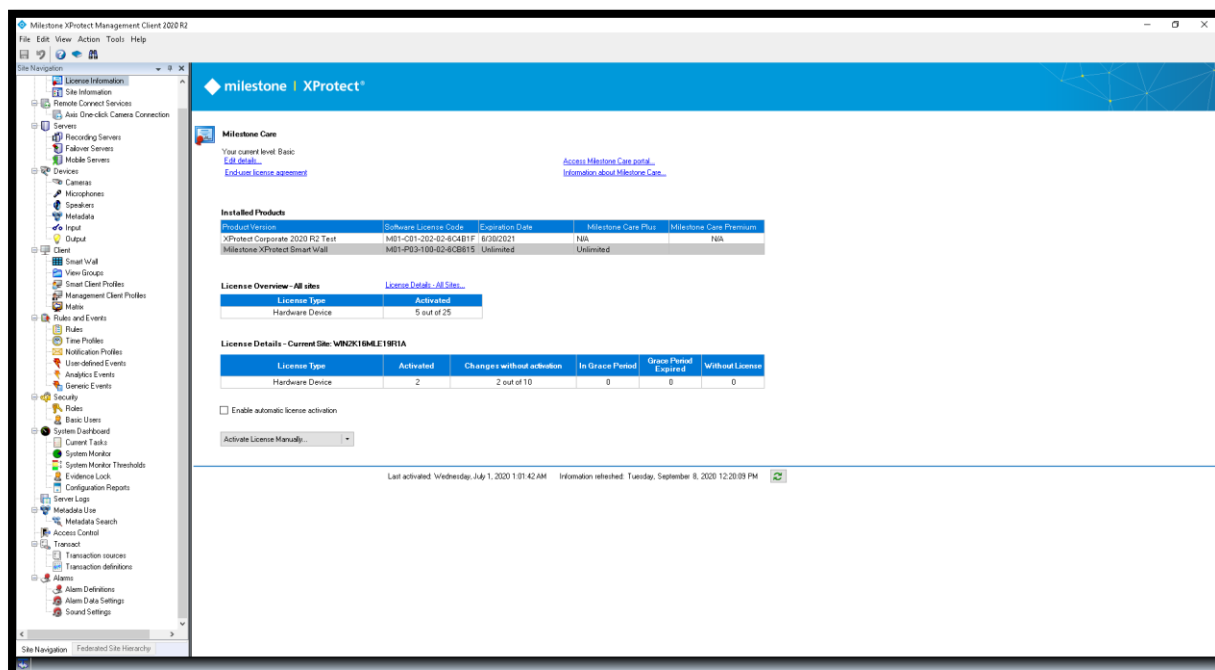 Milestone XProtect Management Client 2020 R2
File Edit View Action Tools Help
Site Navigation
License Information
Site Information
Remote Connect Services
Axis One-click Camera Connection
Servers
Recording Servers
Failover Servers
Mobile Servers
Devices
Cameras
Microphones
Speakers
Metadata
Input
Output
Client
Smart Wall
View Groups
Smart Client Profiles
Management Client Profiles
Matrix
Rules and Events
Rules
Time Profiles
Notification Profiles
User-defined Events
Analytics Events
Generic Events
Security
Roles
Basic Users
System Dashboard
Current Tasks
System Monitor
System Monitor Thresholds
Evidence Lock
Configuration Reports
Server Logs
Metadata Use
Metadata Search
Access Control
Transact
Transaction sources
Transaction definitions
Alarms
Alarm Definitions
Alarm Data Settings
Sound Settings
Site Navigation Federated Site Hierarchy
milestone | XProtect®
Milestone Care
Your current level: Basic
Edit details... Access Milestone Care portal...
End-user license agreement Information about Milestone Care...
Installed Products
Product Version Software License Code Expiration Date Milestone Care Plus Milestone Care Premium
XProtect Corporate 2020 R2 Test M01-C01-202-02-6C4B1F 6/30/2021 N/A N/A
Milestone XProtect Smart Wall M01-P03-100-02-6CB615 Unlimited Unlimited
License Overview - All sites License Details - All Sites...
License Type Activated
Hardware Device 5 out of 25
License Details - Current Site: WIN2K16MLE19R1A
License Type Activated Changes without activation In Grace Period Grace Period Expired Without License
Hardware Device 2 2 out of 10 0 0 0
Enable automatic license activation
Activate License Manually...
Last activated: Wednesday, July 1, 2020 1:01:42 AM Information refreshed: Tuesday, September 8, 2020 12:20:09 PM